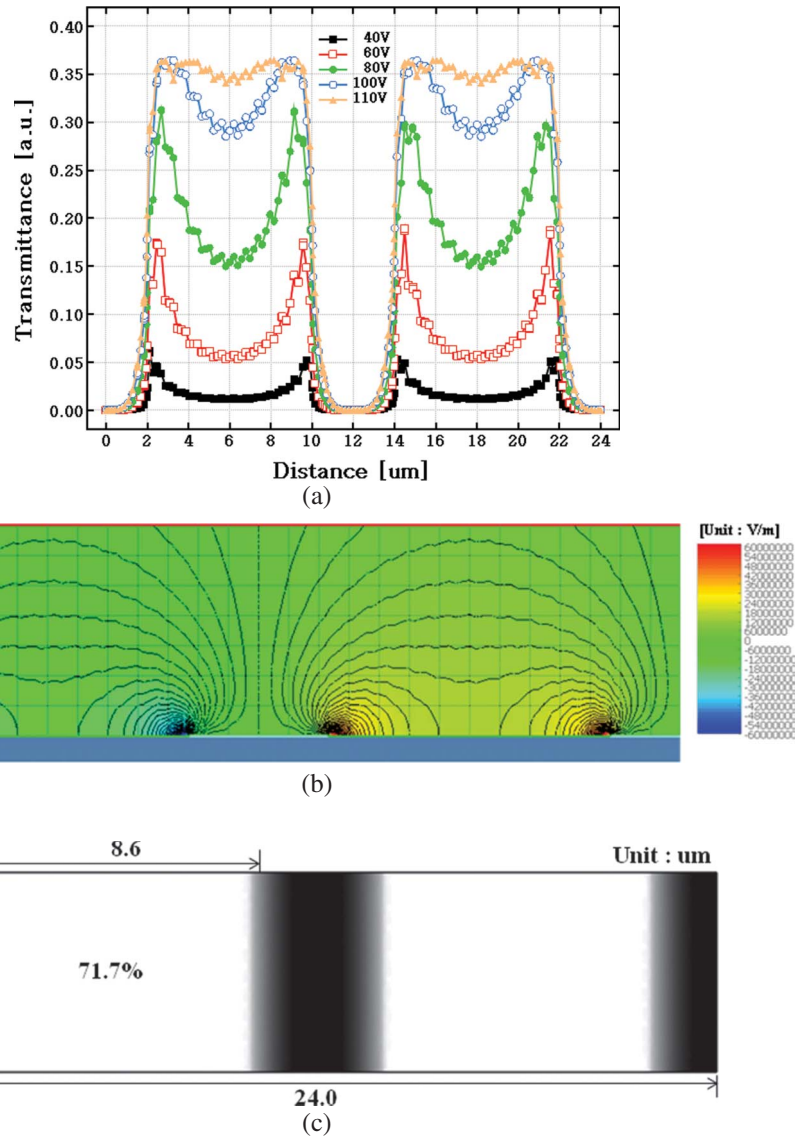 0.40
0.35
0.30
0.25
0.20
0.15
0.10
0.05
0.00
Transmittance [a.u.]
40V
60V
80V
100V
110V
0 2 4 6 8 10 12 14 16 18 20 22 24
Distance [um]
(a)
[Unit : V/m]
0
(b)
8.6
Unit : um
71.7%
24.0
(c)